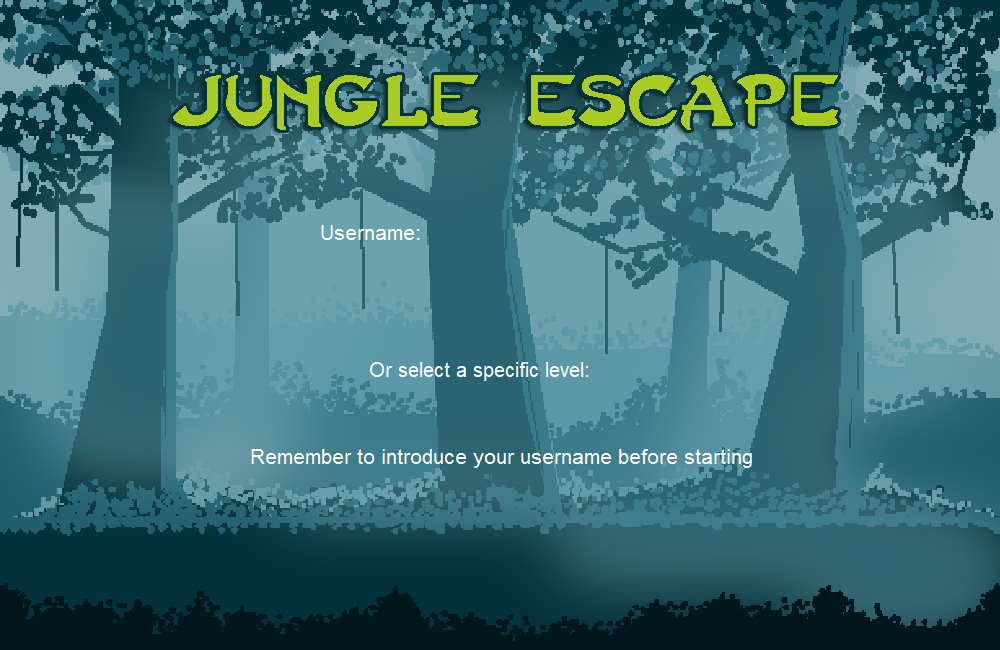 JUNGLE ESCAPE
Username:
Or select a specific level:
Remember to introduce your username before starting